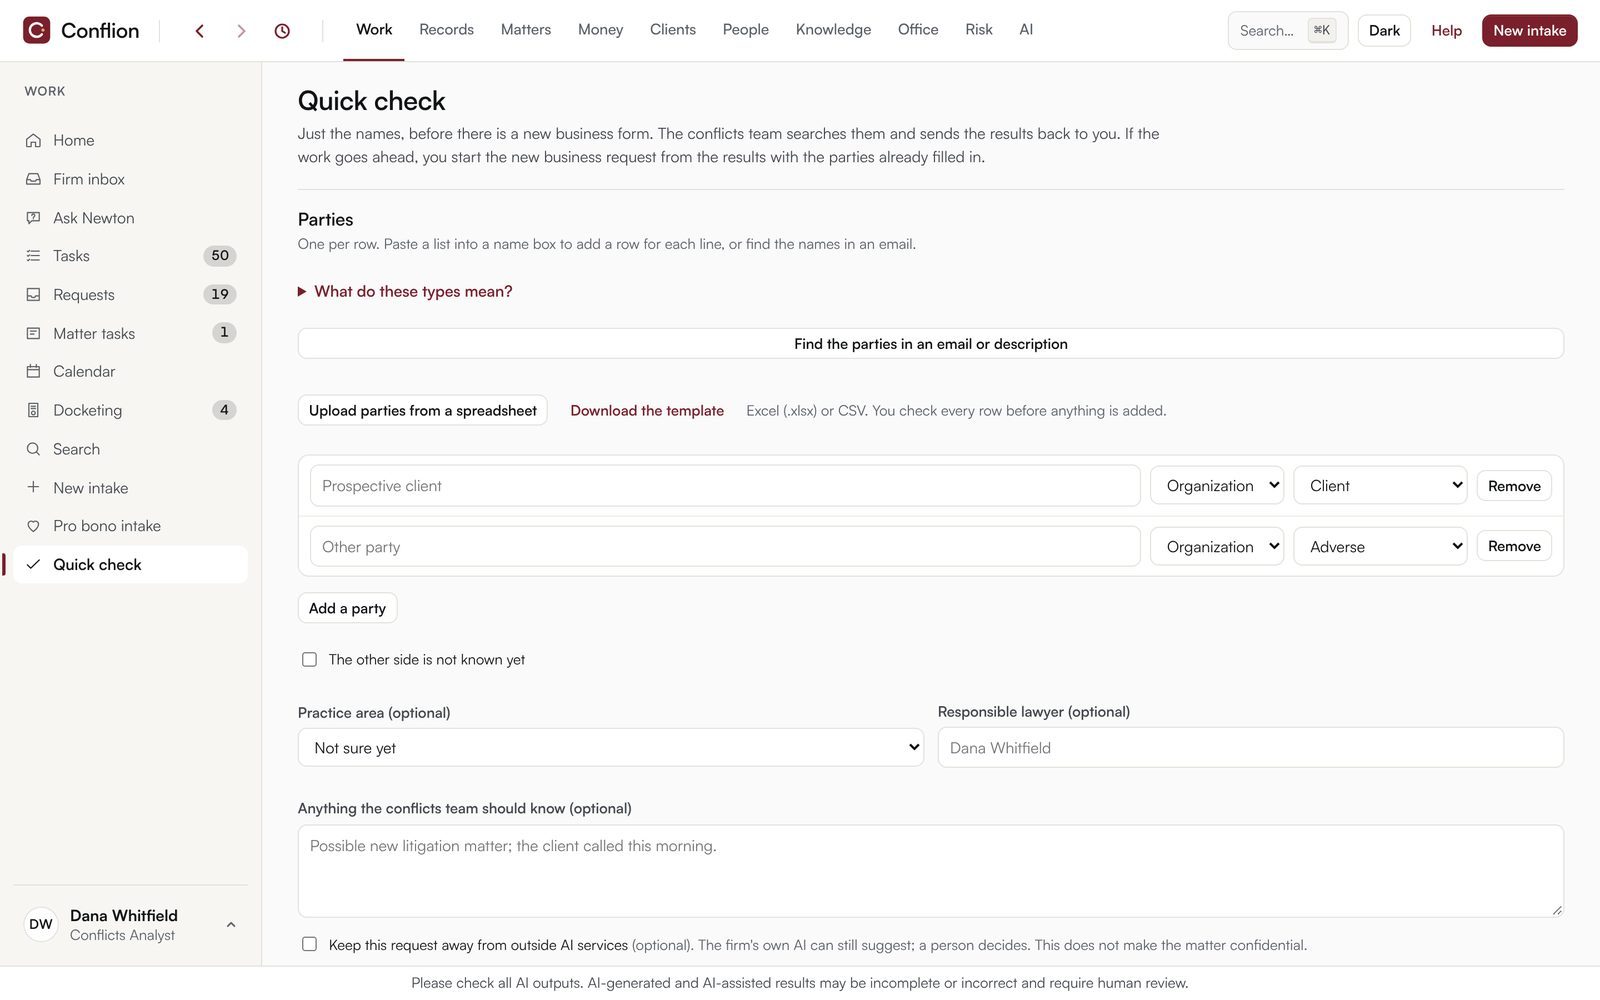 Conflion
Work
Records
Matters
Money
Clients
People
Knowledge
Office
Risk
AI
Search...
⌘K
Dark
Help
New intake
WORK
Home
Firm inbox
Ask Newton
Tasks
50
Requests
19
Matter tasks
1
Calendar
Docketing
4
Search
New intake
Pro bono intake
Quick check
DW
Dana Whitfield
Conflicts Analyst
Quick check
Just the names, before there is a new business form. The conflicts team searches them and sends the results back to you. If the
work goes ahead, you start the new business request from the results with the parties already filled in.
Parties
One per row. Paste a list into a name box to add a row for each line, or find the names in an email.
What do these types mean?
Find the parties in an email or description
Upload parties from a spreadsheet
Download the template
Excel (.xlsx) or CSV. You check every row before anything is added.
Prospective client
Organization
Client
Remove
Other party
Organization
Adverse
Remove
Add a party
The other side is not known yet
Practice area (optional)
Not sure yet
Responsible lawyer (optional)
Dana Whitfield
Anything the conflicts team should know (optional)
Possible new litigation matter; the client called this morning.
Keep this request away from outside AI services (optional). The firm's own AI can still suggest; a person decides. This does not make the matter confidential.
Please check all AI outputs. AI-generated and AI-assisted results may be incomplete or incorrect and require human review.